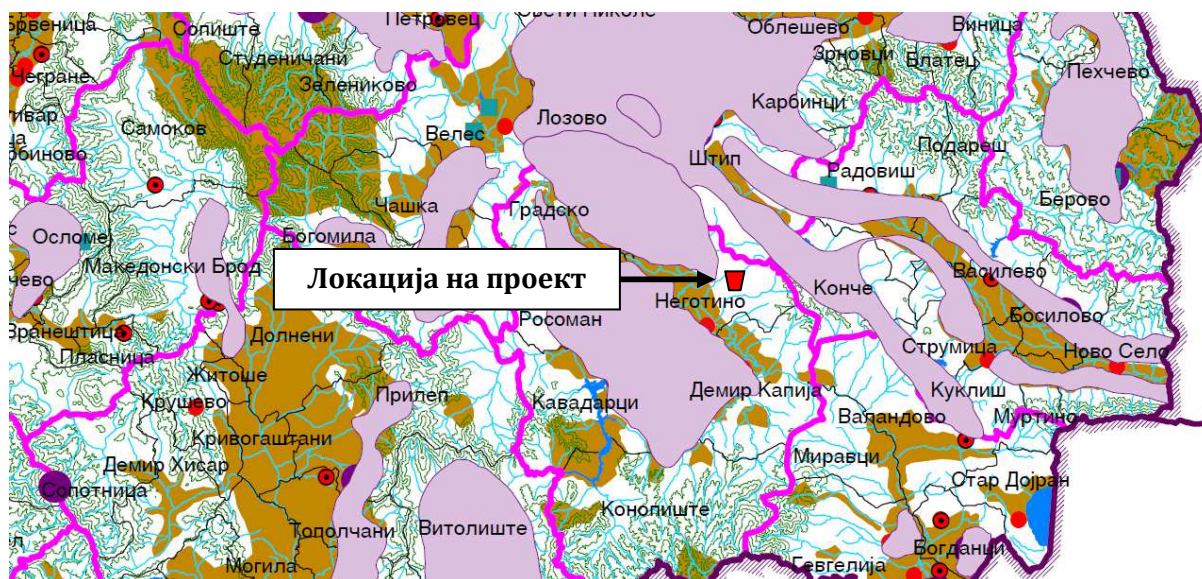 Петровец
Свети Николе
Брвеница
Сопиште
Облешево
Виница
Студеничани
Зрновци
Влатец
Чегране
Зелениково
Пехчево
Карбинци
Самоков
Велес
Лозово
Подареш
Штип
Радовиш
Чашка
Градско
Берово
Осломеј
Богомила
Македонски Брод
Локација на проект
Василево
Конче
Неготино
Росоман
Босилово
Вранештица
Долнени
Пласница
Струмица
Ново Село
Житоше
Прилеп
Демир Капија
Крушево
Кавадарци
Куклиш
Валандово
Муртино
Кривогаштани
Миравци
Демир Хисар
Стар Дојран
Сопотница
Конопиште
Тополчани
Витолиште
Богданци
Могила
Гевгелија